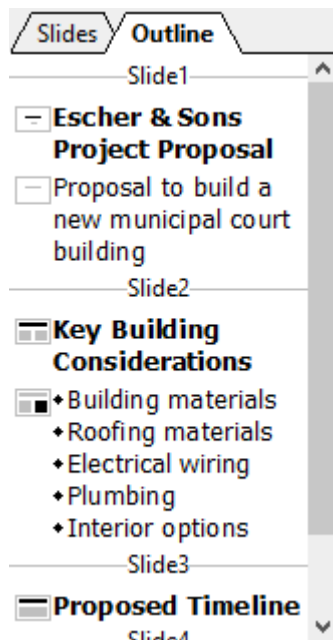 Slides Outline
Slide1
Escher & Sons
Project Proposal
Proposal to build a
new municipal court
building
Slide2
Key Building
Considerations
◆Building materials
◆Roofing materials
◆Electrical wiring
◆Plumbing
◆Interior options
Slide3
Proposed Timeline
Slide4